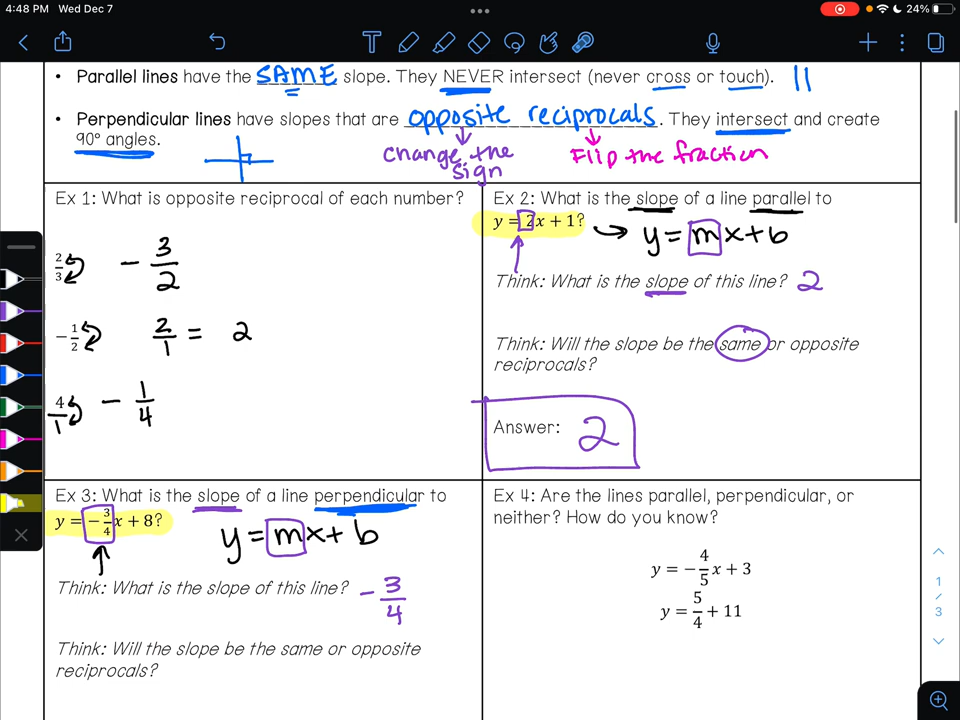 4:48 PM Wed Dec 7
24%
• Parallel lines have the SAME slope. They NEVER intersect (never cross or touch). ||
• Perpendicular lines have slopes that are opposite reciprocals. They intersect and create
90° angles.
Change the sign
Flip the fraction
Ex 1: What is opposite reciprocal of each number?
2/3 - 3/2
-1/2 2/1 = 2
4/1 - 1/4
Ex 2: What is the slope of a line parallel to
y = 2x + 1? → y = mx + b
Think: What is the slope of this line? 2
Think: Will the slope be the same or opposite
reciprocals?
Answer: 2
Ex 3: What is the slope of a line perpendicular to
y = -3/4x + 8? y = mx + b
Think: What is the slope of this line? - 3/4
Think: Will the slope be the same or opposite
reciprocals?
Ex 4: Are the lines parallel, perpendicular, or
neither? How do you know?
y = -4/5x + 3
y = 5/4 + 11
1
/
3